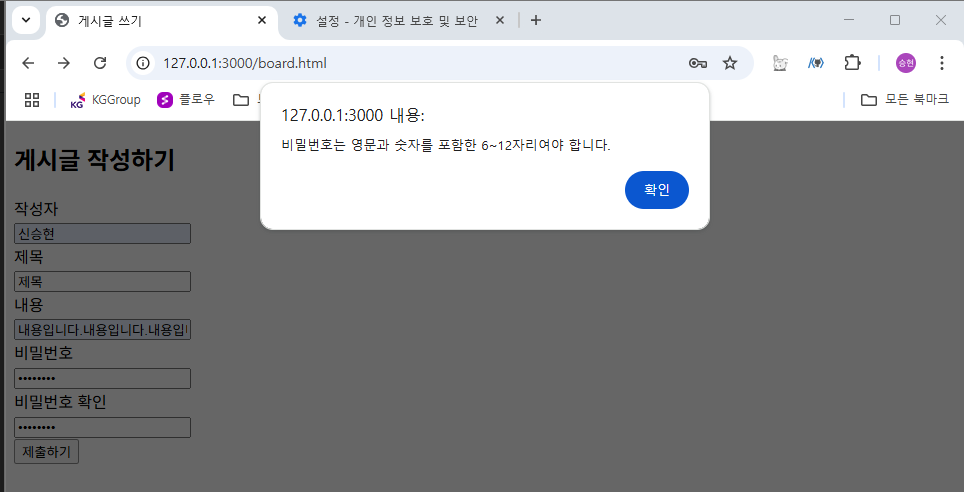 게시글 쓰기
설정 - 개인 정보 보호 및 보안
127.0.0.1:3000/board.html
승현
KGGroup
플로우
모든 북마크
127.0.0.1:3000 내용:
비밀번호는 영문과 숫자를 포함한 6~12자리여야 합니다.
확인
게시글 작성하기
작성자
신승현
제목
제목
내용
내용입니다.내용입니다.내용입
비밀번호
비밀번호 확인
제출하기